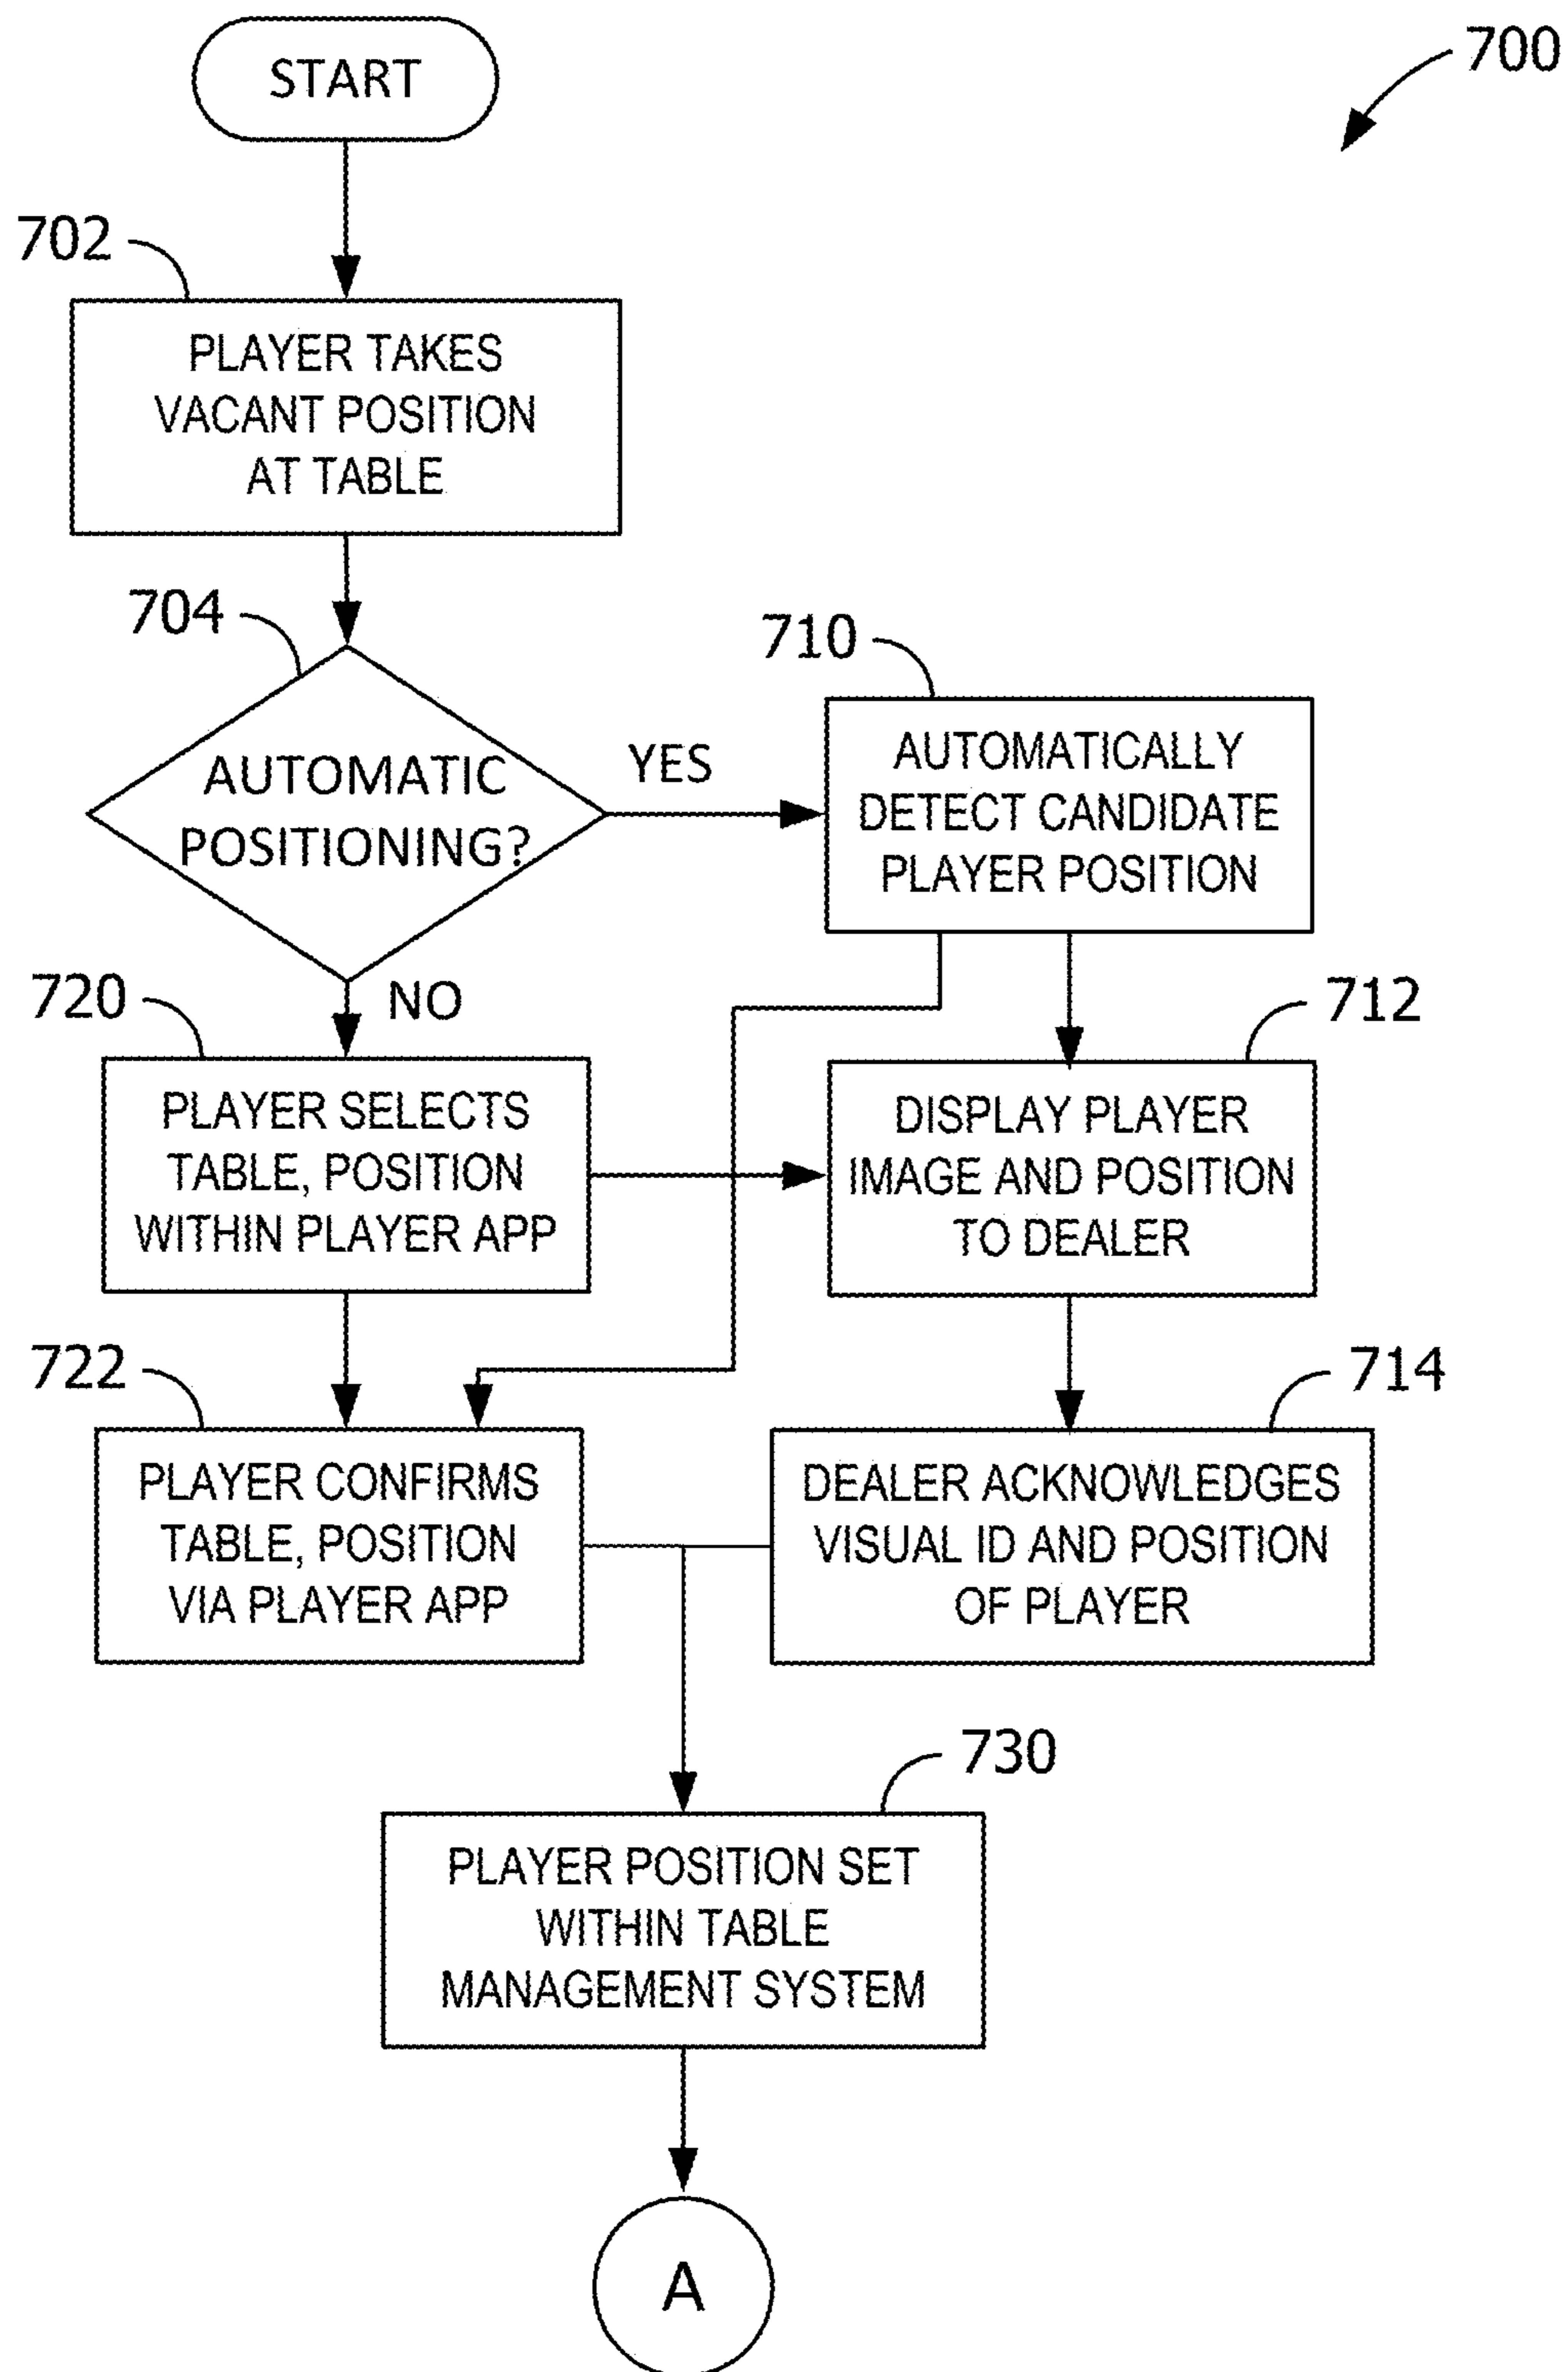 START
700
702
PLAYER TAKES
VACANT POSITION
AT TABLE
704
AUTOMATIC
POSITIONING?
YES
NO
710
AUTOMATICALLY
DETECT CANDIDATE
PLAYER POSITION
720
PLAYER SELECTS
TABLE, POSITION
WITHIN PLAYER APP
712
DISPLAY PLAYER
IMAGE AND POSITION
TO DEALER
722
PLAYER CONFIRMS
TABLE, POSITION
VIA PLAYER APP
714
DEALER ACKNOWLEDGES
VISUAL ID AND POSITION
OF PLAYER
730
PLAYER POSITION SET
WITHIN TABLE
MANAGEMENT SYSTEM
A